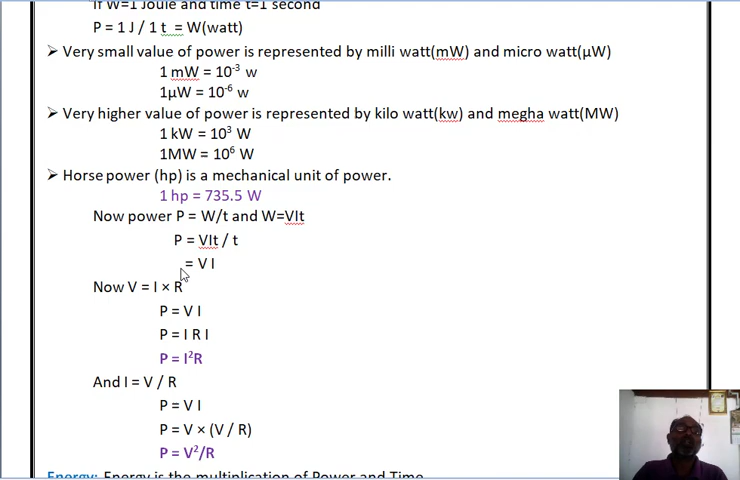 If W=1 Joule and time t=1 second
P = 1 J / 1 t = W(watt)
➢ Very small value of power is represented by milli watt(mW) and micro watt(µW)
1 mW = 10⁻³ w
1µW = 10⁻⁶ w
➢ Very higher value of power is represented by kilo watt(kw) and megha watt(MW)
1 kW = 10³ W
1MW = 10⁶ W
➢ Horse power (hp) is a mechanical unit of power.
1 hp = 735.5 W
Now power P = W/t and W=VIt
P = VIt / t
= V I
Now V = I × R
P = V I
P = I R I
P = I²R
And I = V / R
P = V I
P = V × (V / R)
P = V²/R
Energy: Energy is the multiplication of Power and Time